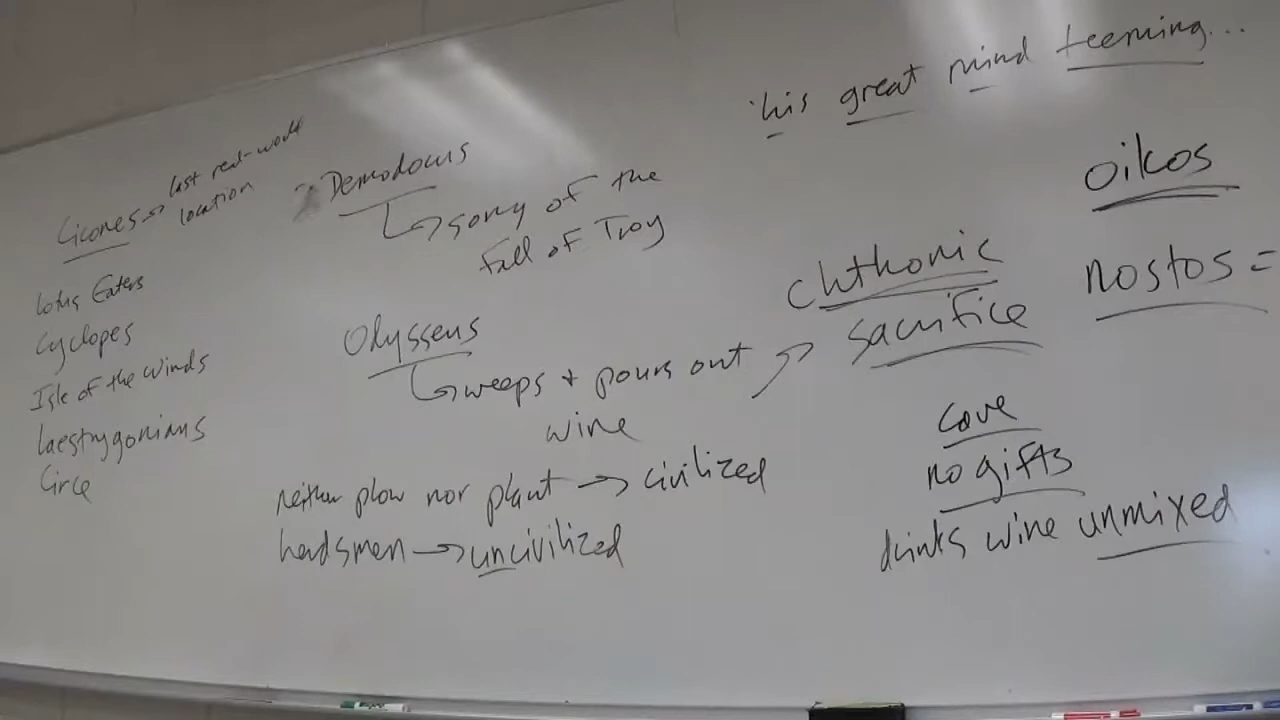 Cicones → last real-world
location
Lotus Eaters
Cyclopes
Isle of the Winds
Laestrygonians
Circe
Demodocus
↳ song of the
fall of Troy
Odysseus
↳ weeps + pours out →
wine
neither plow nor plant → civilized
herdsmen → uncivilized
"his great mind teeming...
chthonic
sacrifice
cave
no gifts
drinks wine unmixed
oikos
nostos =